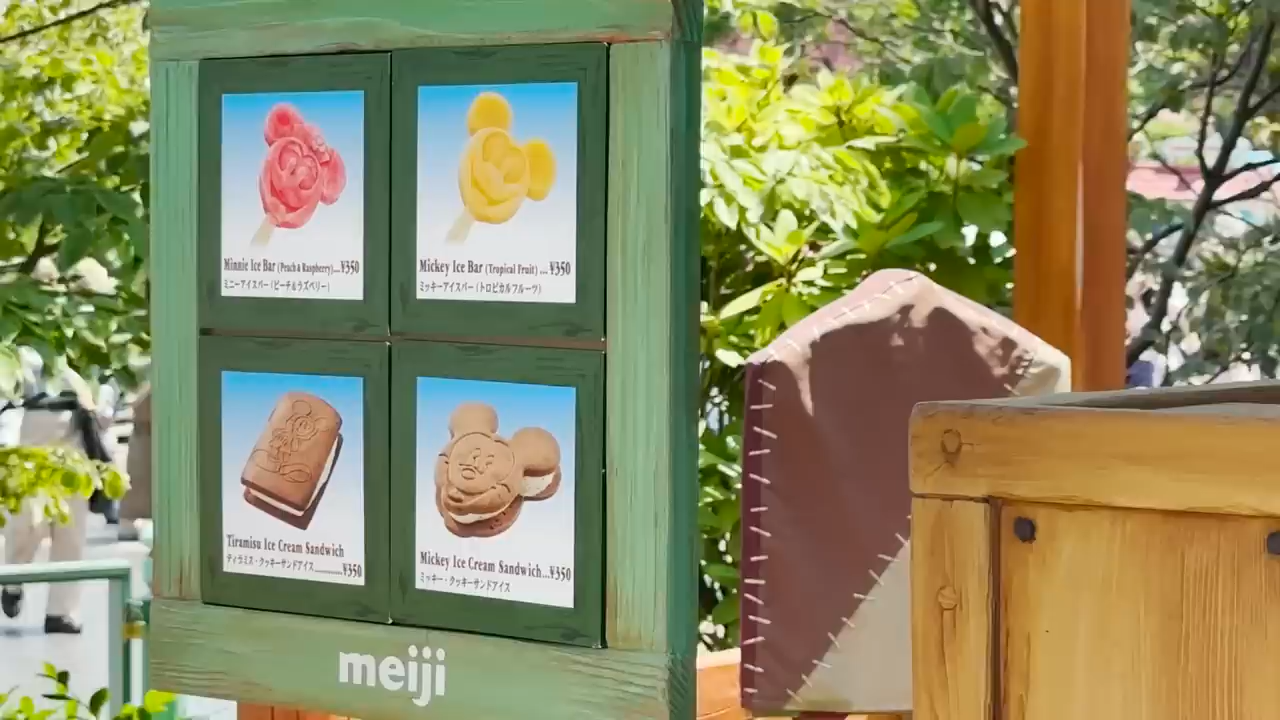 Minnie Ice Bar (Peach & Raspberry)...¥350
ミニーアイスバー(ピーチ&ラズベリー)
Mickey Ice Bar (Tropical Fruit)...¥350
ミッキーアイスバー(トロピカルフルーツ)
Tiramisu Ice Cream Sandwich
ティラミス・クッキーサンドアイス............¥350
Mickey Ice Cream Sandwich...¥350
ミッキー・クッキーサンドアイス
meiji